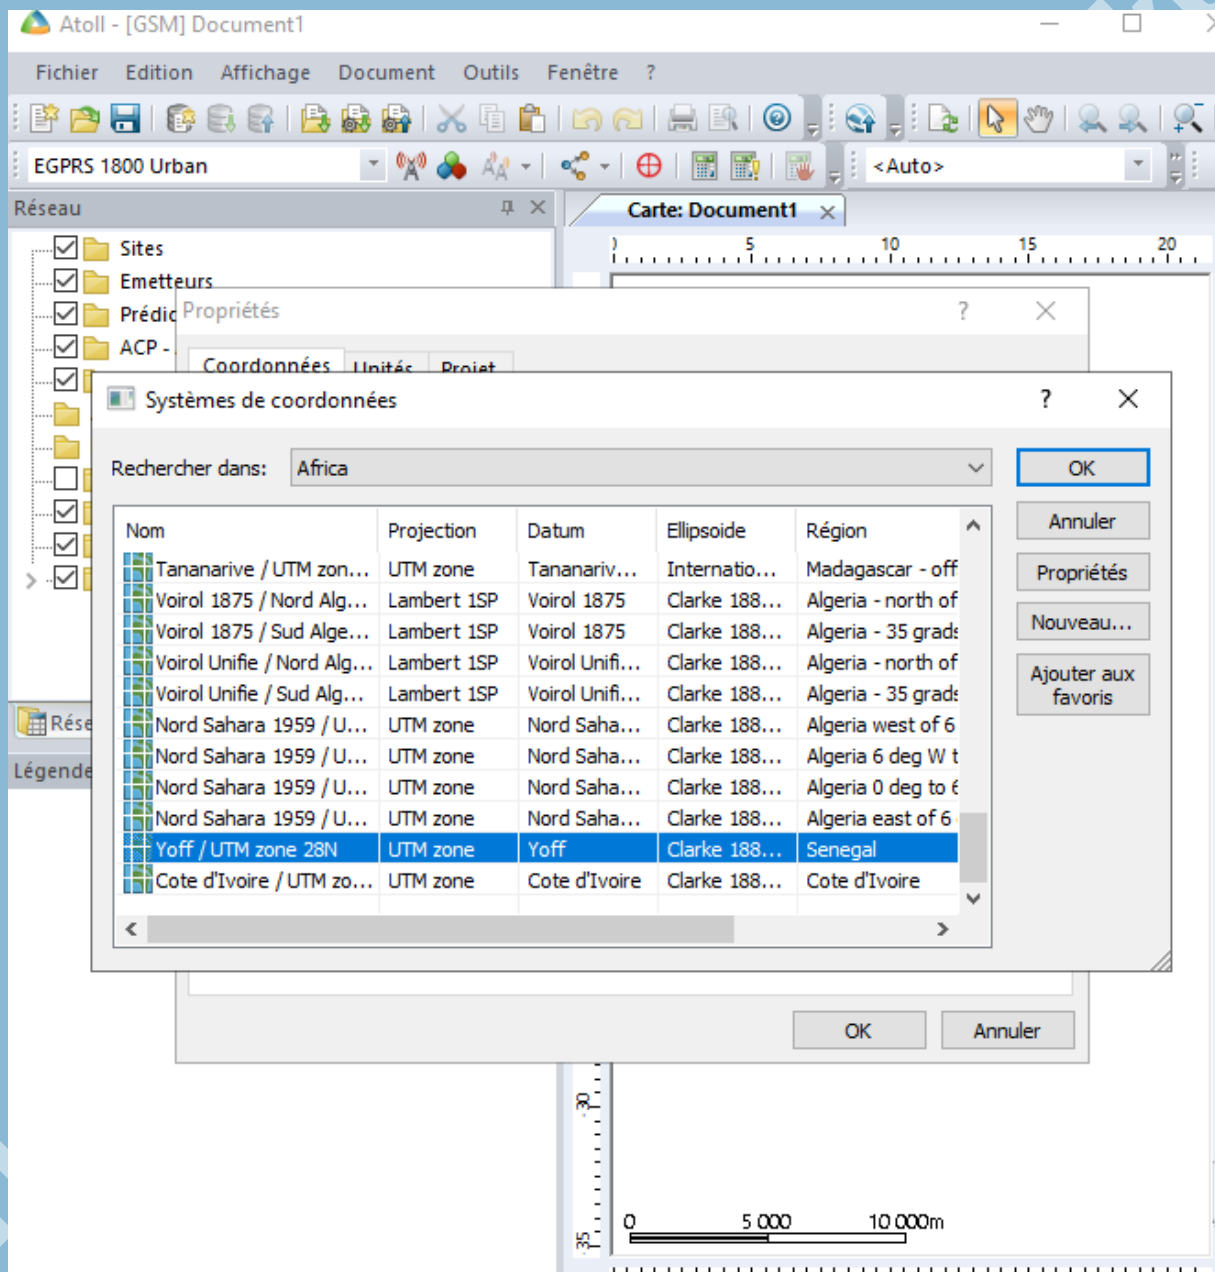 Atoll - [GSM] Document1
Fichier Edition Affichage Document Outils Fenêtre ?
EGPRS 1800 Urban <Auto>
Réseau
Carte: Document1
5 10 15 20
Sites
Emetteurs
Prédic
ACP -
Propriétés ?
Coordonnées Unités Projet
Systèmes de coordonnées ?
Rechercher dans: Africa OK
Annuler
Propriétés
Nouveau...
Ajouter aux
favoris
Nom Projection Datum Ellipsoide Région
Tananarive / UTM zon... UTM zone Tananariv... Internatio... Madagascar - off
Voirol 1875 / Nord Alg... Lambert 1SP Voirol 1875 Clarke 188... Algeria - north of
Voirol 1875 / Sud Alge... Lambert 1SP Voirol 1875 Clarke 188... Algeria - 35 grads
Voirol Unifie / Nord Alg... Lambert 1SP Voirol Unifi... Clarke 188... Algeria - north of
Voirol Unifie / Sud Alg... Lambert 1SP Voirol Unifi... Clarke 188... Algeria - 35 grads
Nord Sahara 1959 / U... UTM zone Nord Saha... Clarke 188... Algeria west of 6
Nord Sahara 1959 / U... UTM zone Nord Saha... Clarke 188... Algeria 6 deg W t
Nord Sahara 1959 / U... UTM zone Nord Saha... Clarke 188... Algeria 0 deg to 6
Nord Sahara 1959 / U... UTM zone Nord Saha... Clarke 188... Algeria east of 6
Yoff / UTM zone 28N UTM zone Yoff Clarke 188... Senegal
Cote d'Ivoire / UTM zo... UTM zone Cote d'Ivoire Clarke 188... Cote d'Ivoire
Rése
Légende
OK Annuler
-30
-35
0 5 000 10 000m